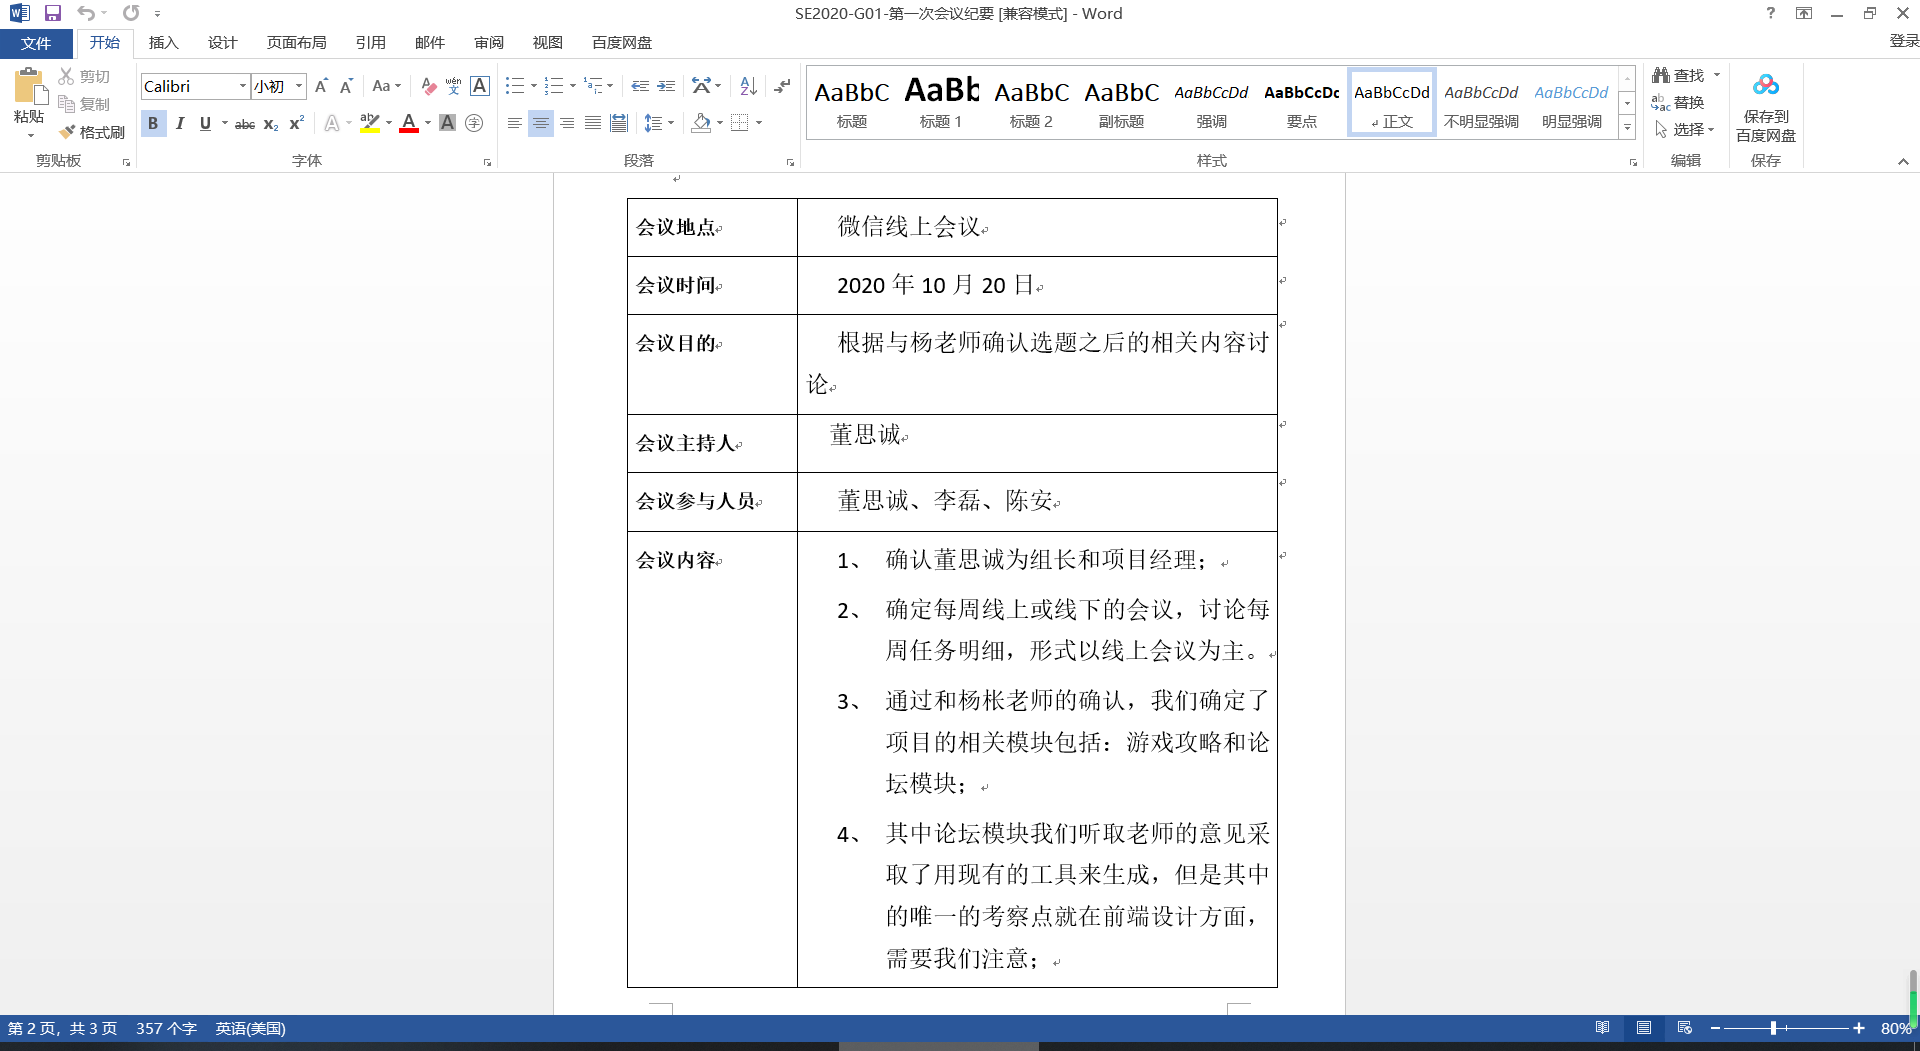 SE2020-G01-第一次会议纪要 [兼容模式] - Word
文件 开始 插入 设计 页面布局 引用 邮件 审阅 视图 百度网盘 登录
粘贴 剪切 复制 格式刷 剪贴板
Calibri 小初
字体
段落
AaBbC 标题
AaBb 标题 1
AaBbC 标题 2
AaBbC 副标题
AaBbCcDd 强调
AaBbCcDc 要点
AaBbCcDd 正文
AaBbCcDd 不明显强调
AaBbCcDd 明显强调
样式
查找 替换 选择 编辑
保存到
百度网盘
保存
会议地点 微信线上会议
会议时间 2020 年 10 月 20 日
会议目的 根据与杨老师确认选题之后的相关内容讨
论
会议主持人 董思诚
会议参与人员 董思诚、李磊、陈安
会议内容 1、 确认董思诚为组长和项目经理；
2、 确定每周线上或线下的会议，讨论每
周任务明细，形式以线上会议为主。
3、 通过和杨枨老师的确认，我们确定了
项目的相关模块包括：游戏攻略和论
坛模块；
4、 其中论坛模块我们听取老师的意见采
取了用现有的工具来生成，但是其中
的唯一的考察点就在前端设计方面，
需要我们注意；
第 2 页，共 3 页 357 个字 英语(美国) 80%